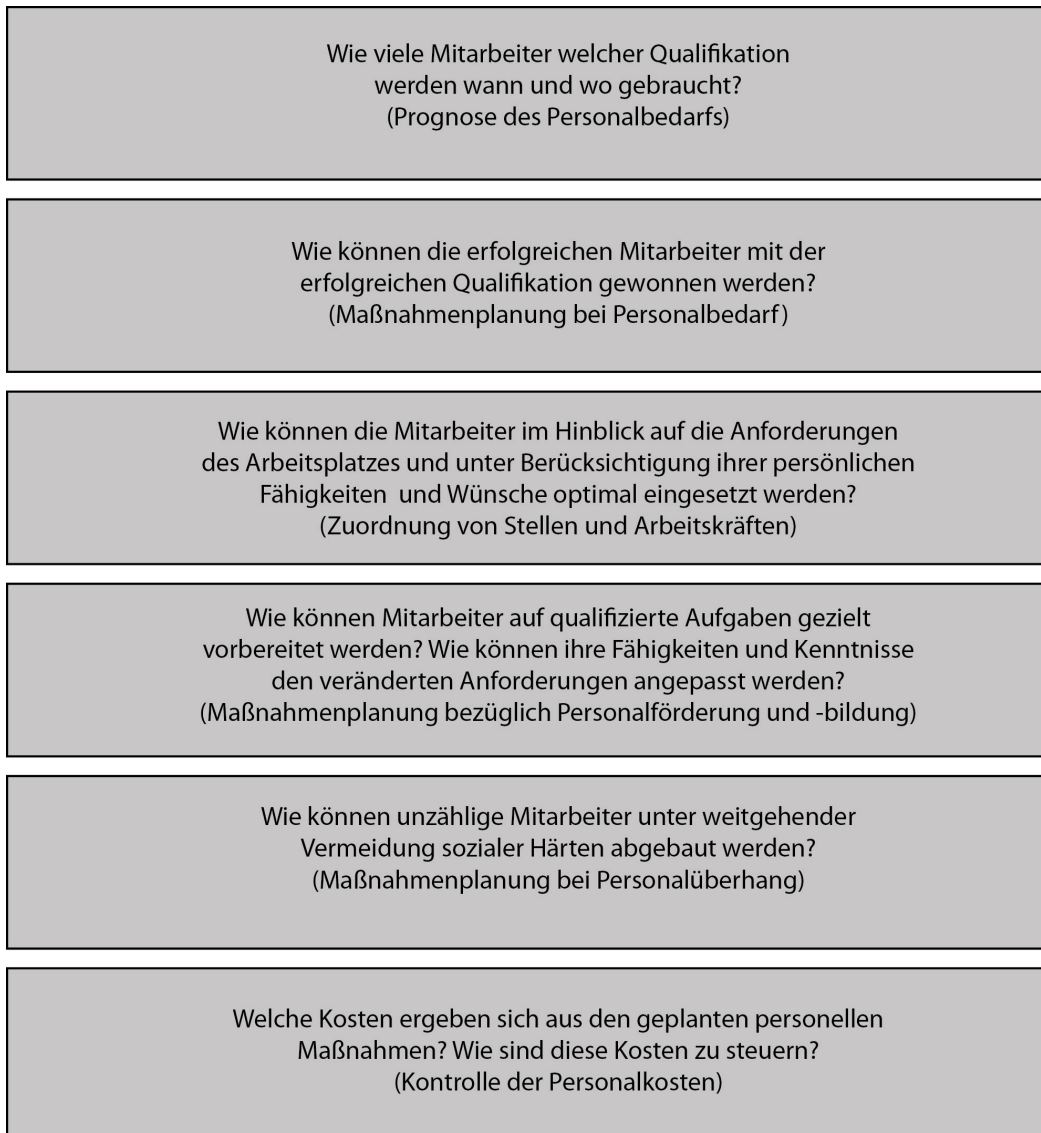 Wie viele Mitarbeiter welcher Qualifikation
werden wann und wo gebraucht?
(Prognose des Personalbedarfs)
Wie können die erfolgreichen Mitarbeiter mit der
erfolgreichen Qualifikation gewonnen werden?
(Maßnahmenplanung bei Personalbedarf)
Wie können die Mitarbeiter im Hinblick auf die Anforderungen
des Arbeitsplatzes und unter Berücksichtigung ihrer persönlichen
Fähigkeiten und Wünsche optimal eingesetzt werden?
(Zuordnung von Stellen und Arbeitskräften)
Wie können Mitarbeiter auf qualifizierte Aufgaben gezielt
vorbereitet werden? Wie können ihre Fähigkeiten und Kenntnisse
den veränderten Anforderungen angepasst werden?
(Maßnahmenplanung bezüglich Personalförderung und -bildung)
Wie können unzählige Mitarbeiter unter weitgehender
Vermeidung sozialer Härten abgebaut werden?
(Maßnahmenplanung bei Personalüberhang)
Welche Kosten ergeben sich aus den geplanten personellen
Maßnahmen? Wie sind diese Kosten zu steuern?
(Kontrolle der Personalkosten)